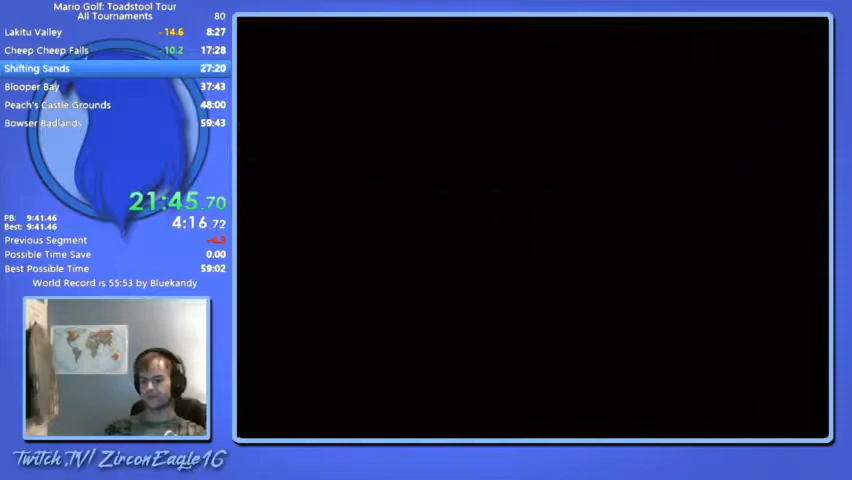 Mario Golf: Toadstool Tour
All Tournaments 80
Lakitu Valley -14.6 8:27
Cheep Cheep Falls -10.2 17:28
Shifting Sands 27:20
Blooper Bay 37:43
Peach's Castle Grounds 48:00
Bowser Badlands 59:43
21:45.70
PB: 9:41.46 4:16.72
Best: 9:41.46
Previous Segment -4.3
Possible Time Save 0.00
Best Possible Time 59:02
World Record is 55:53 by Bluekandy
Twitch.TV/ZirconEagle16